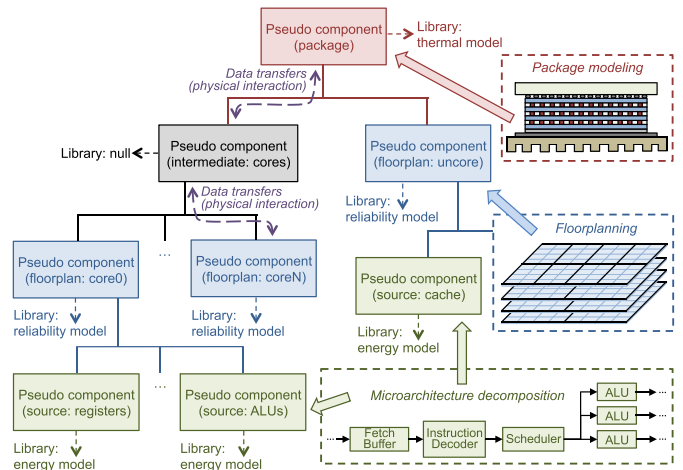 Pseudo component
(package)
Library:
thermal model
Data transfers
(physical interaction)
Package modeling
Library: null
Pseudo component
(intermediate: cores)
Pseudo component
(floorplan: uncore)
Data transfers
(physical interaction)
Library:
reliability model
Floorplanning
...
Pseudo component
(floorplan: core0)
Pseudo component
(floorplan: coreN)
Pseudo component
(source: cache)
Library:
reliability model
Library:
reliability model
Library:
energy model
...
Pseudo component
(source: registers)
Pseudo component
(source: ALUs)
Microarchitecture decomposition
... Fetch
Buffer
Instruction
Decoder
Scheduler
ALU ...
ALU ...
ALU ...
Library:
energy model
Library:
energy model